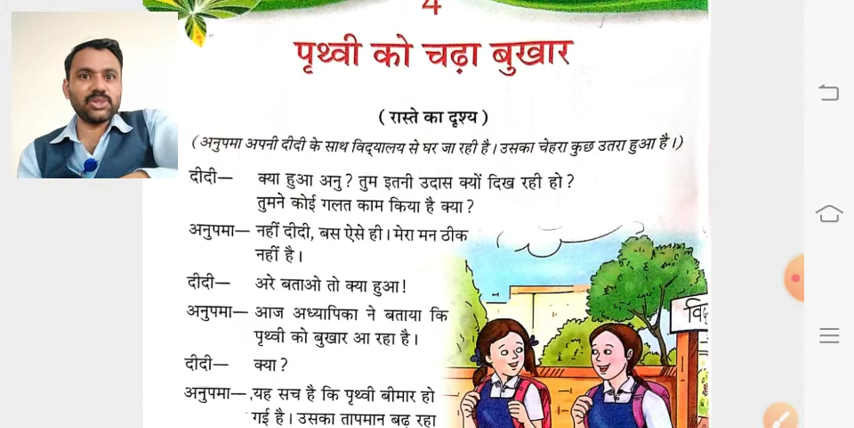 4
पृथ्वी को चढ़ा बुखार
( रास्ते का दृश्य )
( अनुपमा अपनी दीदी के साथ विद्यालय से घर जा रही है। उसका चेहरा कुछ उतरा हुआ है।)
दीदी— क्या हुआ अनु? तुम इतनी उदास क्यों दिख रही हो?
तुमने कोई गलत काम किया है क्या?
अनुपमा— नहीं दीदी, बस ऐसे ही। मेरा मन ठीक
नहीं है।
दीदी— अरे बताओ तो क्या हुआ!
अनुपमा— आज अध्यापिका ने बताया कि
पृथ्वी को बुखार आ रहा है।
दीदी— क्या?
अनुपमा— यह सच है कि पृथ्वी बीमार हो
गई है। उसका तापमान बढ़ रहा